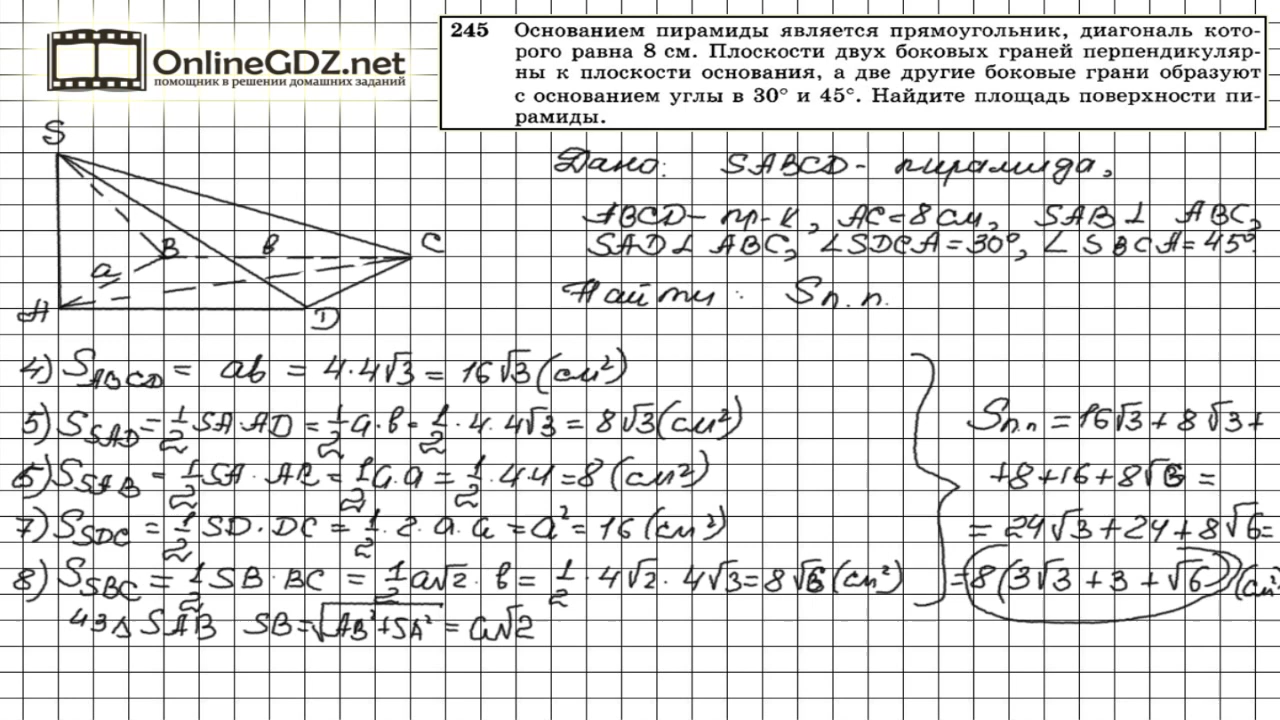 OnlineGDZ.net
помощник в решении домашних заданий
245 Основанием пирамиды является прямоугольник, диагональ кото-
рого равна 8 см. Плоскости двух боковых граней перпендикуляр-
ны к плоскости основания, а две другие боковые грани образуют
с основанием углы в 30° и 45°. Найдите площадь поверхности пи-
рамиды.
S
B
в
C
a
A
D
Дано: SABCD - пирамида,
ABCD - пр-к, AC = 8 см, SAB ⊥ ABC,
SAD ⊥ ABC, ∠SDCA = 30°, ∠SBCA = 45°.
Найти: Sп.п.
4) S_ABCD = ab = 4·4√3 = 16√3 (см²)
5) S_SAD = 1/2 SA·AD = 1/2 a·в = 1/2·4·4√3 = 8√3 (см²)
6) S_SAB = 1/2 SA·AB = 1/2 a·a = 1/2·4·4 = 8 (см²)
7) S_SDC = 1/2 SD·DC = 1/2·2·a·a = a² = 16 (см²)
8) S_SBC = 1/2 SB·BC = 1/2 a√2·в = 1/2·4√2·4√3 = 8√6 (см²)
Из Δ SAB SB = √AB²+SA² = a√2
Sп.п = 16√3 + 8√3 +
+8+16+8√6 =
= 24√3 + 24 + 8√6 =
= 8(3√3 + 3 + √6) (см²